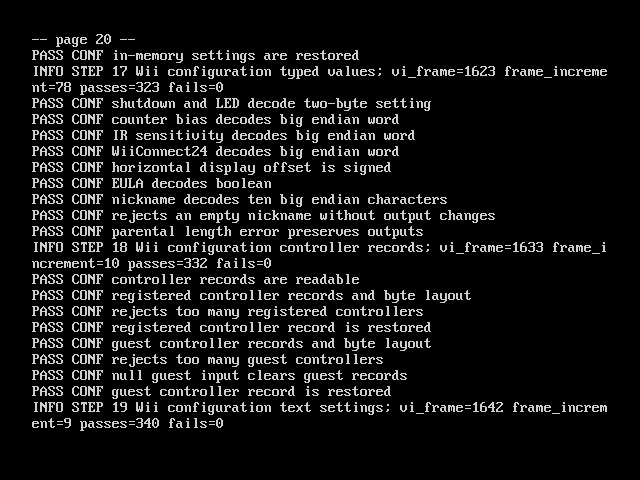 -- page 20 --
PASS CONF in-memory settings are restored
INFO STEP 17 Wii configuration typed values; vi_frame=1623 frame_increme
nt=78 passes=323 fails=0
PASS CONF shutdown and LED decode two-byte setting
PASS CONF counter bias decodes big endian word
PASS CONF IR sensitivity decodes big endian word
PASS CONF WiiConnect24 decodes big endian word
PASS CONF horizontal display offset is signed
PASS CONF EULA decodes boolean
PASS CONF nickname decodes ten big endian characters
PASS CONF rejects an empty nickname without output changes
PASS CONF parental length error preserves outputs
INFO STEP 18 Wii configuration controller records; vi_frame=1633 frame_i
ncrement=10 passes=332 fails=0
PASS CONF controller records are readable
PASS CONF registered controller records and byte layout
PASS CONF rejects too many registered controllers
PASS CONF registered controller record is restored
PASS CONF guest controller records and byte layout
PASS CONF rejects too many guest controllers
PASS CONF null guest input clears guest records
PASS CONF guest controller record is restored
INFO STEP 19 Wii configuration text settings; vi_frame=1642 frame_increm
ent=9 passes=340 fails=0